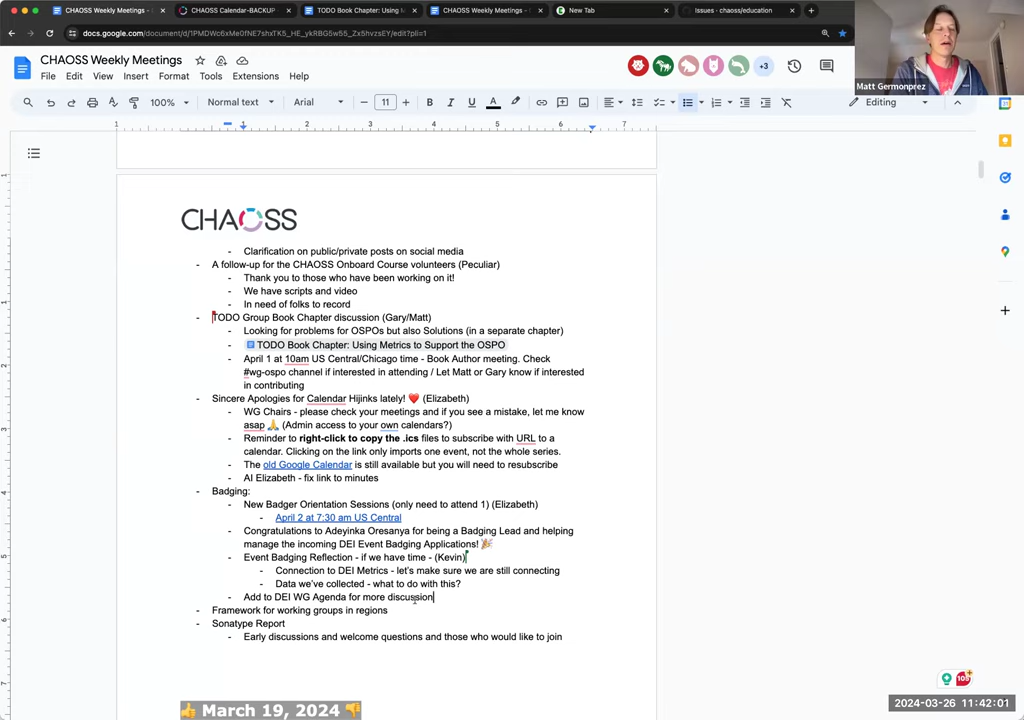 CHAOSS Weekly Meetings -
CHAOSS Calendar-BACKUP -
TODO Book Chapter: Using M
CHAOSS Weekly Meetings -
New Tab
Issues · chaoss/education
docs.google.com/document/d/1PMDWc6xMe0fNE7shxTK5_HE_ykRBG5w55_Zx5hvzsEY/edit?pli=1
CHAOSS Weekly Meetings
File Edit View Insert Format Tools Extensions Help
+3
Matt Germonprez
100% Normal text Arial 11 Editing
1 1 2 3 4 5 6 7
CHAOSS
- Clarification on public/private posts on social media
- A follow-up for the CHAOSS Onboard Course volunteers (Peculiar)
- Thank you to those who have been working on it!
- We have scripts and video
- In need of folks to record
- TODO Group Book Chapter discussion (Gary/Matt)
- Looking for problems for OSPOs but also Solutions (in a separate chapter)
- TODO Book Chapter: Using Metrics to Support the OSPO
- April 1 at 10am US Central/Chicago time - Book Author meeting. Check
#wg-ospo channel if interested in attending / Let Matt or Gary know if interested
in contributing
- Sincere Apologies for Calendar Hijinks lately! ❤️ (Elizabeth)
- WG Chairs - please check your meetings and if you see a mistake, let me know
asap 🙏 (Admin access to your own calendars?)
- Reminder to right-click to copy the .ics files to subscribe with URL to a
calendar. Clicking on the link only imports one event, not the whole series.
- The old Google Calendar is still available but you will need to resubscribe
- AI Elizabeth - fix link to minutes
- Badging:
- New Badger Orientation Sessions (only need to attend 1) (Elizabeth)
- April 2 at 7:30 am US Central
- Congratulations to Adeyinka Oresanya for being a Badging Lead and helping
manage the incoming DEI Event Badging Applications! 🎉
- Event Badging Reflection - if we have time - (Kevin)
- Connection to DEI Metrics - let's make sure we are still connecting
- Data we've collected - what to do with this?
- Add to DEI WG Agenda for more discussion
- Framework for working groups in regions
- Sonatype Report
- Early discussions and welcome questions and those who would like to join
👍 March 19, 2024 👎
2024-03-26 11:42:01